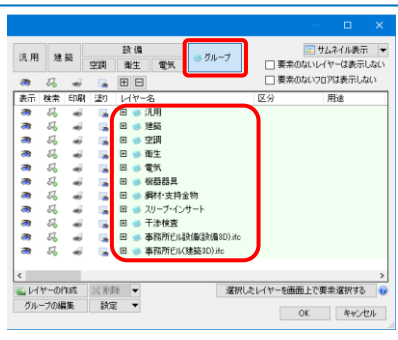 サムネイル表示
汎用 建築 設備 グループ
空調 衛生 電気
要素のないレイヤーは表示しない
要素のないフロアは表示しない
表示 検索 印刷 塗り レイヤー名 区分 用途
汎用
建築
空調
衛生
電気
機器器具
鋼材・支持金物
スリーブ・インサート
干渉検査
事務所ビル設備(設備3D).ifc
事務所ビル(建築3D).ifc
レイヤーの作成 削除 選択したレイヤーを画面上で要素選択する
グループの編集 設定
OK キャンセル